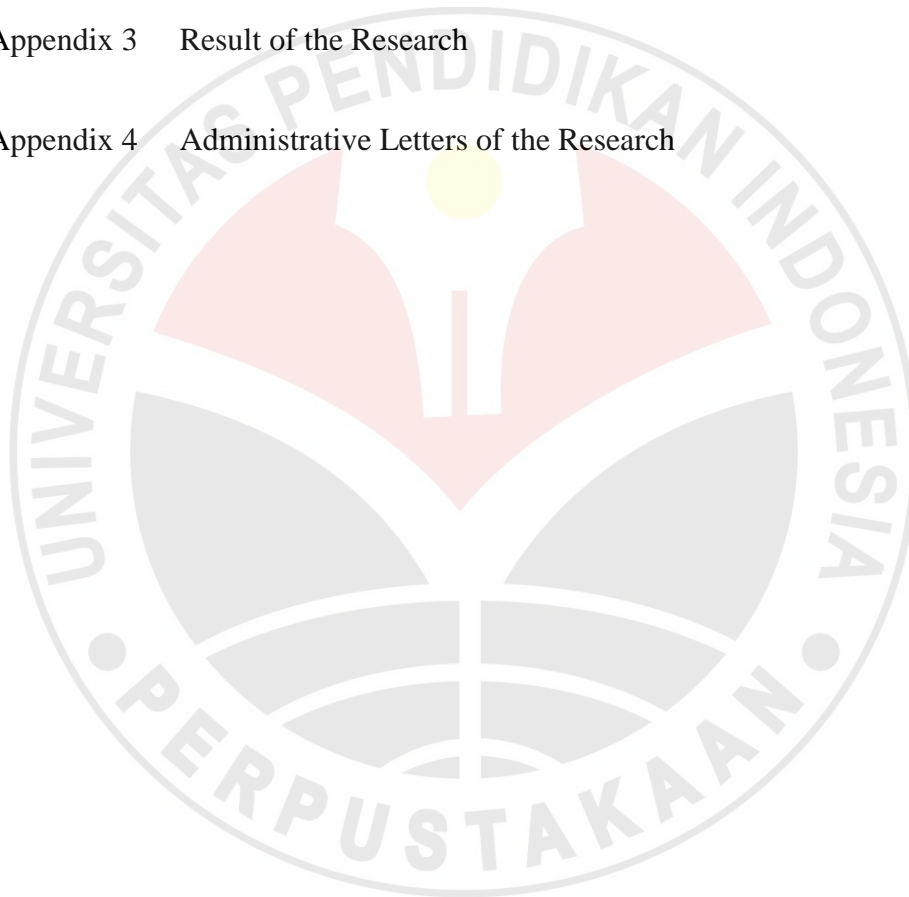 Appendix 3 Result of the Research
Appendix 4 Administrative Letters of the Research
UNIVERSITAS PENDIDIKAN INDONESIA
PERPUSTAKAAN